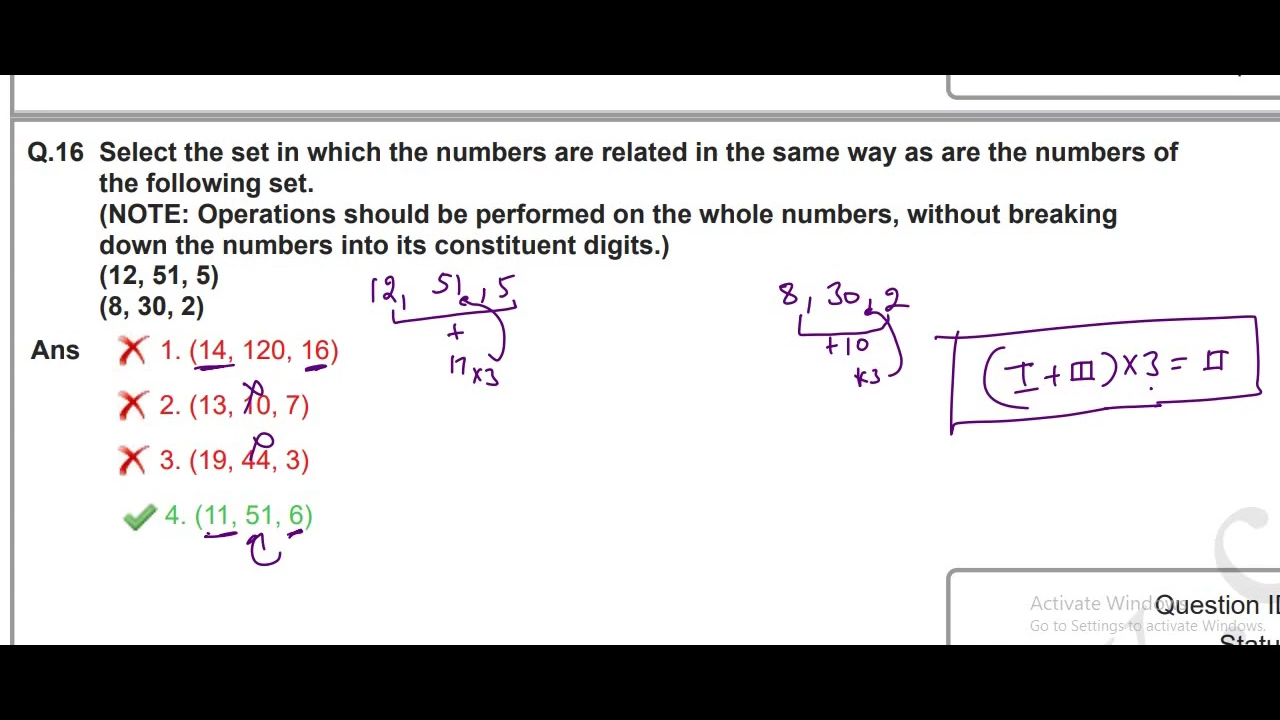 Q.16 Select the set in which the numbers are related in the same way as are the numbers of
the following set.
(NOTE: Operations should be performed on the whole numbers, without breaking
down the numbers into its constituent digits.)
(12, 51, 5)
(8, 30, 2)
12, 51, 5
+
17 x3
8, 30, 2
+10
x3
(I + III) x 3 = II
Ans 1. (14, 120, 16)
2. (13, 10, 7)
3. (19, 44, 3)
4. (11, 51, 6)
Activate Windows
Go to Settings to activate Windows.
Question ID
Statu